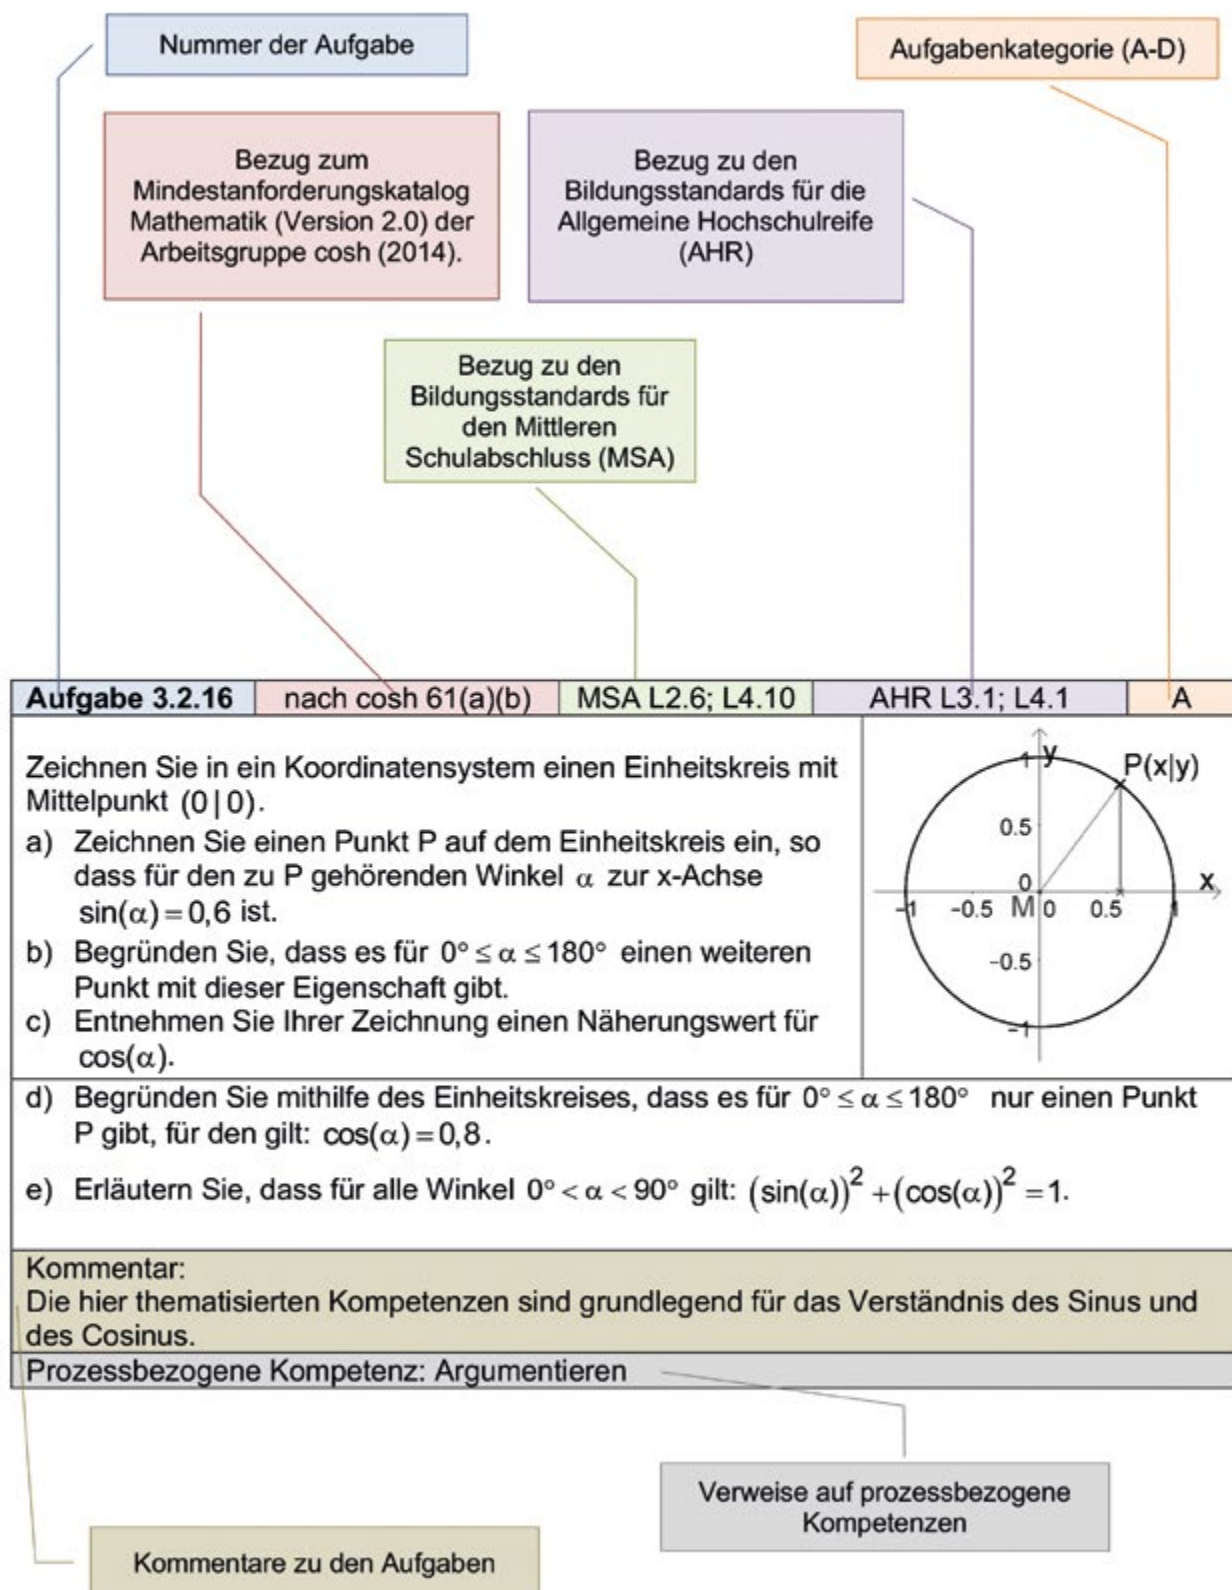 Nummer der Aufgabe
Aufgabenkategorie (A-D)
Bezug zum
Mindestanforderungskatalog
Mathematik (Version 2.0) der
Arbeitsgruppe cosh (2014).
Bezug zu den
Bildungsstandards für die
Allgemeine Hochschulreife
(AHR)
Bezug zu den
Bildungsstandards für
den Mittleren
Schulabschluss (MSA)
Aufgabe 3.2.16 nach cosh 61(a)(b) MSA L2.6; L4.10 AHR L3.1; L4.1 A
Zeichnen Sie in ein Koordinatensystem einen Einheitskreis mit
Mittelpunkt (0|0).
a) Zeichnen Sie einen Punkt P auf dem Einheitskreis ein, so
dass für den zu P gehörenden Winkel α zur x-Achse
sin(α)=0,6 ist.
b) Begründen Sie, dass es für 0° ≤ α ≤ 180° einen weiteren
Punkt mit dieser Eigenschaft gibt.
c) Entnehmen Sie Ihrer Zeichnung einen Näherungswert für
cos(α).
1 y
P(x|y)
0.5
0 x
-1 -0.5 M 0 0.5 1
-0.5
-1
d) Begründen Sie mithilfe des Einheitskreises, dass es für 0° ≤ α ≤ 180° nur einen Punkt
P gibt, für den gilt: cos(α)=0,8.
e) Erläutern Sie, dass für alle Winkel 0° < α < 90° gilt: (sin(α))² + (cos(α))² = 1.
Kommentar:
Die hier thematisierten Kompetenzen sind grundlegend für das Verständnis des Sinus und
des Cosinus.
Prozessbezogene Kompetenz: Argumentieren
Verweise auf prozessbezogene
Kompetenzen
Kommentare zu den Aufgaben